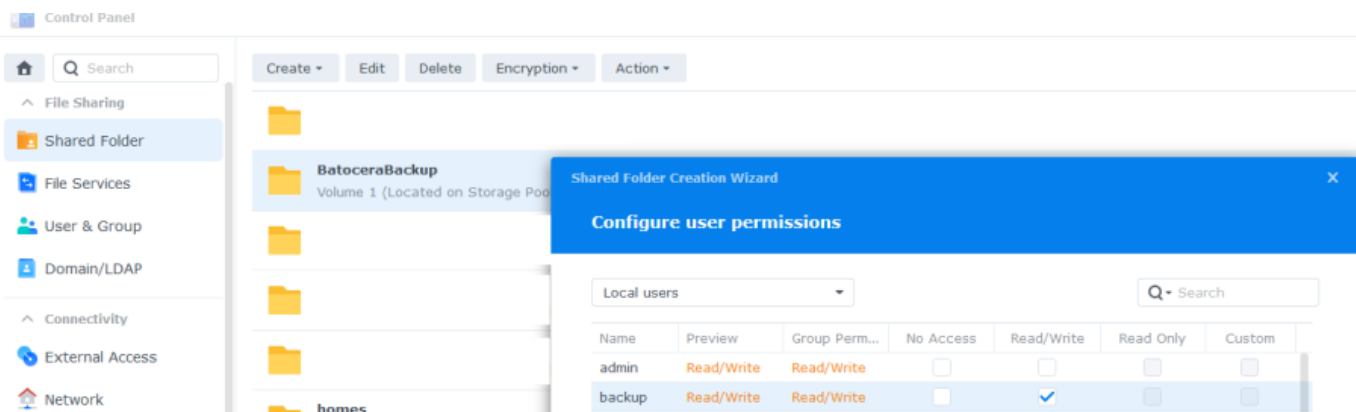 Control Panel
Search
Create Edit Delete Encryption Action
File Sharing
Shared Folder
File Services
User & Group
Domain/LDAP
Connectivity
External Access
Network
BatoceraBackup
Volume 1 (Located on Storage Poo
homes
Shared Folder Creation Wizard
Configure user permissions
Local users
Search
Name Preview Group Perm... No Access Read/Write Read Only Custom
admin Read/Write Read/Write
backup Read/Write Read/Write